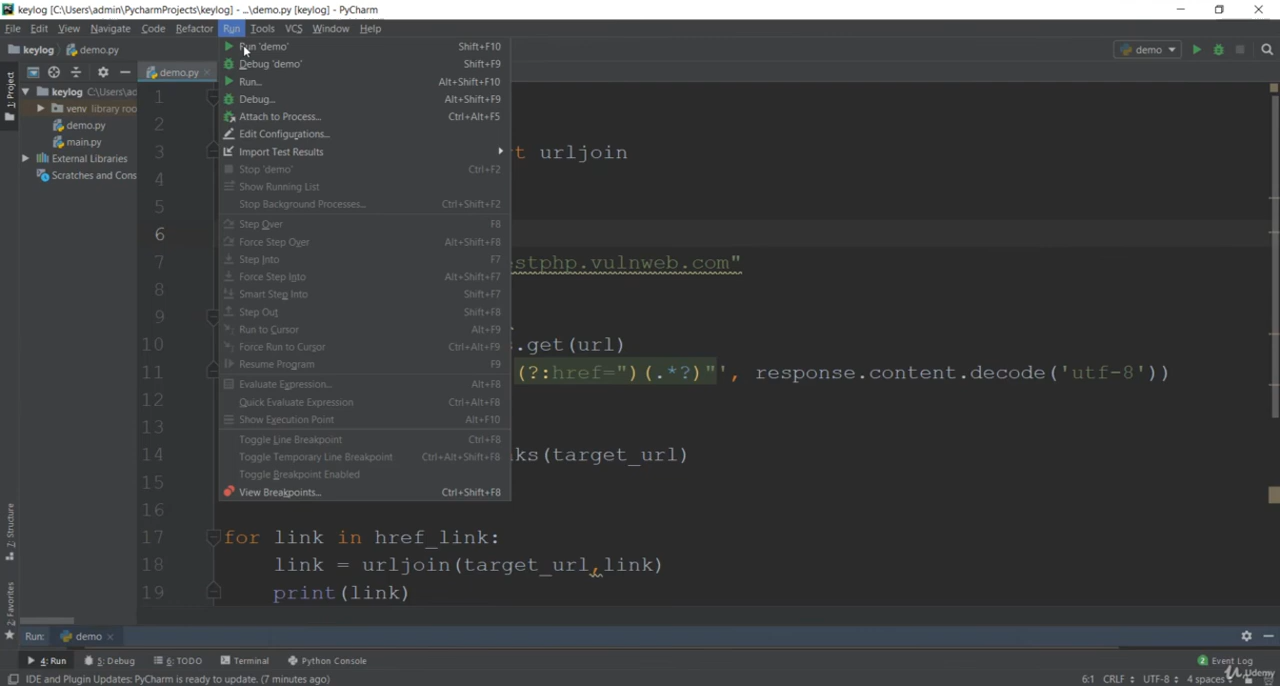 keylog [C:\Users\admin\PycharmProjects\keylog] - ...\demo.py [keylog] - PyCharm
File Edit View Navigate Code Refactor Run Tools VCS Window Help
keylog demo.py demo
1: Project
demo.py
keylog C:\Users\ad
venv library roo
demo.py
main.py
External Libraries
Scratches and Cons
Run 'demo' Shift+F10
Debug 'demo' Shift+F9
Run... Alt+Shift+F10
Debug... Alt+Shift+F9
Attach to Process... Ctrl+Alt+F5
Edit Configurations...
Import Test Results
Stop 'demo' Ctrl+F2
Show Running List
Stop Background Processes... Ctrl+Shift+F2
Step Over F8
Force Step Over Alt+Shift+F8
Step Into F7
Force Step Into Alt+Shift+F7
Smart Step Into Shift+F7
Step Out Shift+F8
Run to Cursor Alt+F9
Force Run to Cursor Ctrl+Alt+F9
Resume Program F9
Evaluate Expression... Alt+F8
Quick Evaluate Expression Ctrl+Alt+F8
Show Execution Point Alt+F10
Toggle Line Breakpoint Ctrl+F8
Toggle Temporary Line Breakpoint Ctrl+Alt+Shift+F8
Toggle Breakpoint Enabled
View Breakpoints... Ctrl+Shift+F8
1
2
3 t urljoin
4
5
6
7 stphp.vulnweb.com"
8
9
10 s.get(url)
11 (?:href=")(.*?)"', response.content.decode('utf-8'))
12
13
14 ks(target_url)
15
16
17 for link in href_link:
18 link = urljoin(target_url,link)
19 print(link)
Z: Structure
2: Favorites
Run: demo
4: Run 5: Debug 6: TODO Terminal Python Console 2 Event Log
IDE and Plugin Updates: PyCharm is ready to update. (7 minutes ago) 6:1 CRLF UTF-8 4 spaces
Udemy